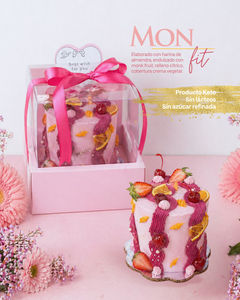 MON
fit
Elaborado con harina de
almendra, endulzado con
monk fruit, relleno cítrico,
cobertura crema vegetal
Producto Keto
Sin lácteos
Sin azúcar refinada